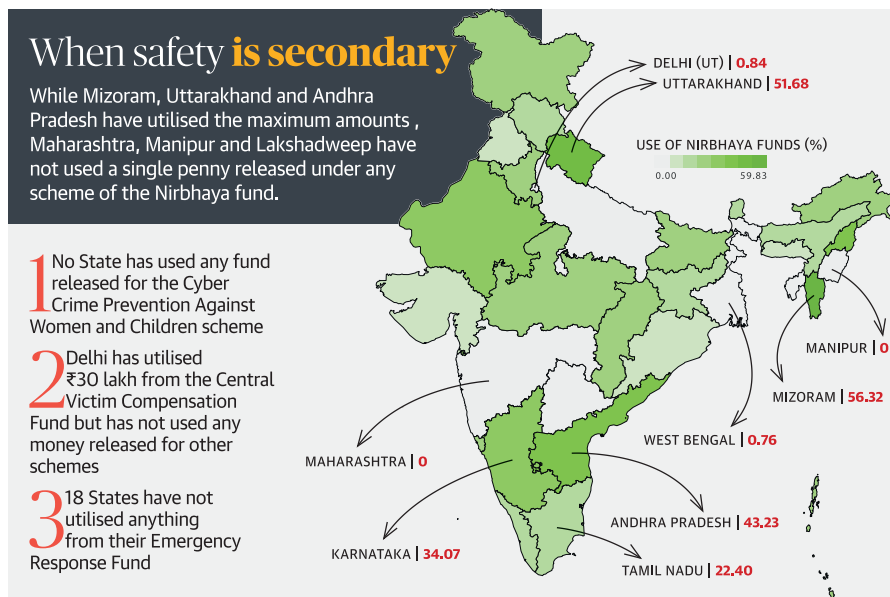 When safety is secondary
While Mizoram, Uttarakhand and Andhra
Pradesh have utilised the maximum amounts ,
Maharashtra, Manipur and Lakshadweep have
not used a single penny released under any
scheme of the Nirbhaya fund.
1 No State has used any fund
released for the Cyber
Crime Prevention Against
Women and Children scheme
2 Delhi has utilised
₹30 lakh from the Central
Victim Compensation
Fund but has not used any
money released for other
schemes
3 18 States have not
utilised anything
from their Emergency
Response Fund
DELHI (UT) | 0.84
UTTARAKHAND | 51.68
USE OF NIRBHAYA FUNDS (%)
0.00 59.83
MANIPUR | 0
MIZORAM | 56.32
WEST BENGAL | 0.76
MAHARASHTRA | 0
ANDHRA PRADESH | 43.23
KARNATAKA | 34.07
TAMIL NADU | 22.40